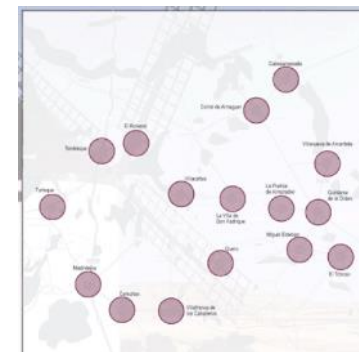 Cabezamesada
Corral de Almaguer
El Romeral
Tembleque
Villanueva de Alcardete
Villacañas
Turleque
La Villa de
Don Fadrique
La Puebla
de Almoradiel
Quintanar
de la Orden
Miguel Esteban
Quero
El Toboso
Madridejos
Camuñas
Villafranca de
los Caballeros